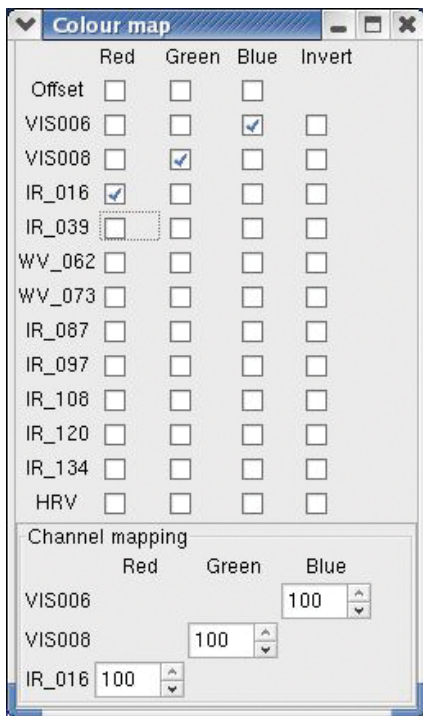 Colour map
Red Green Blue Invert
Offset
VIS006
VIS008
IR_016
IR_039
WV_062
WV_073
IR_087
IR_097
IR_108
IR_120
IR_134
HRV
Channel mapping
Red Green Blue
VIS006 100
VIS008 100
IR_016 100